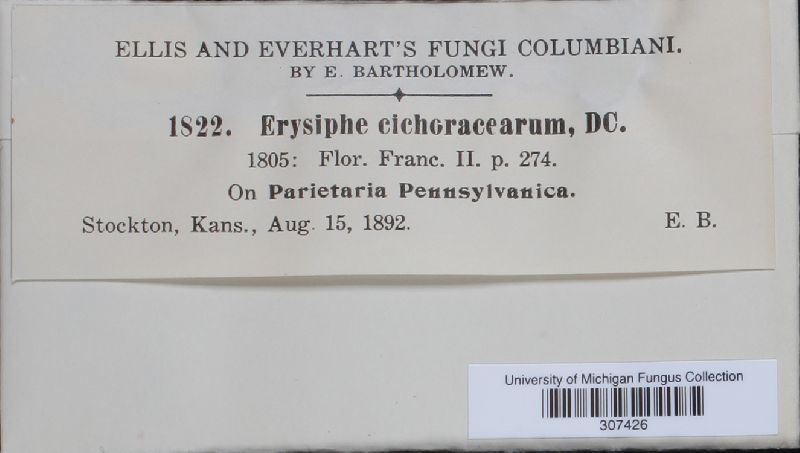 ELLIS AND EVERHART'S FUNGI COLUMBIANI.
BY E. BARTHOLOMEW.
1822. Erysiphe cichoracearum, DC.
1805: Flor. Franc. II. p. 274.
On Parietaria Pennsylvanica.
Stockton, Kans., Aug. 15, 1892. E. B.
University of Michigan Fungus Collection
307426